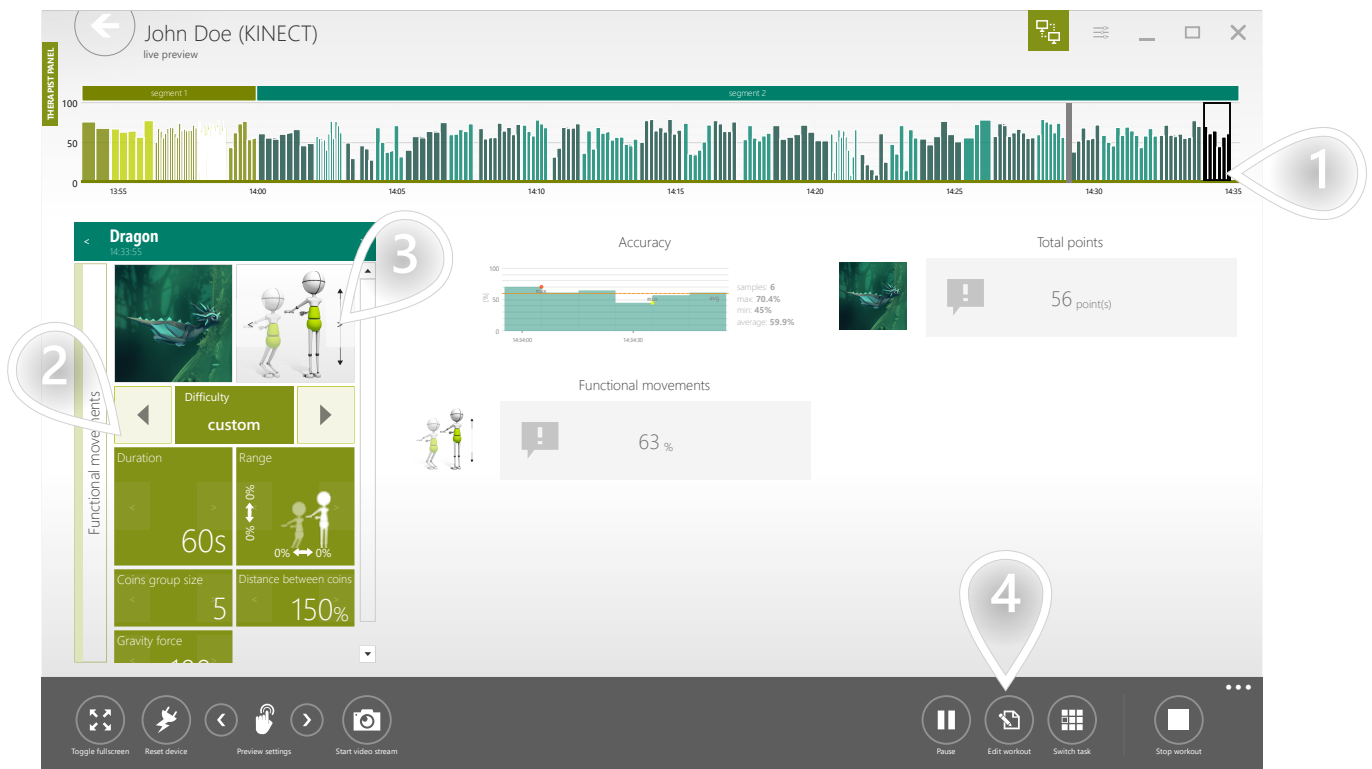 John Doe (KINECT)
live preview
THERAPIST PANEL
segment 1
segment 2
100
50
0
13:55
14:00
14:05
14:10
14:15
14:20
14:25
14:30
14:35
1
<
Dragon
14:33:55
3
2
Functional movements
Difficulty
custom
Duration
<
>
60s
Range
0%
0%
0%
0%
Coins group size
<
>
5
Distance between coins
<
>
150%
Gravity force
Accuracy
100
(%)
50
0
avg.
samples: 6
max: 70.4%
min: 45%
average: 59.9%
14:34:00
14:34:30
Total points
56 point(s)
Functional movements
63 %
4
Toggle fullscreen
Reset device
Preview settings
Start video stream
Pause
Edit workout
Switch task
Stop workout